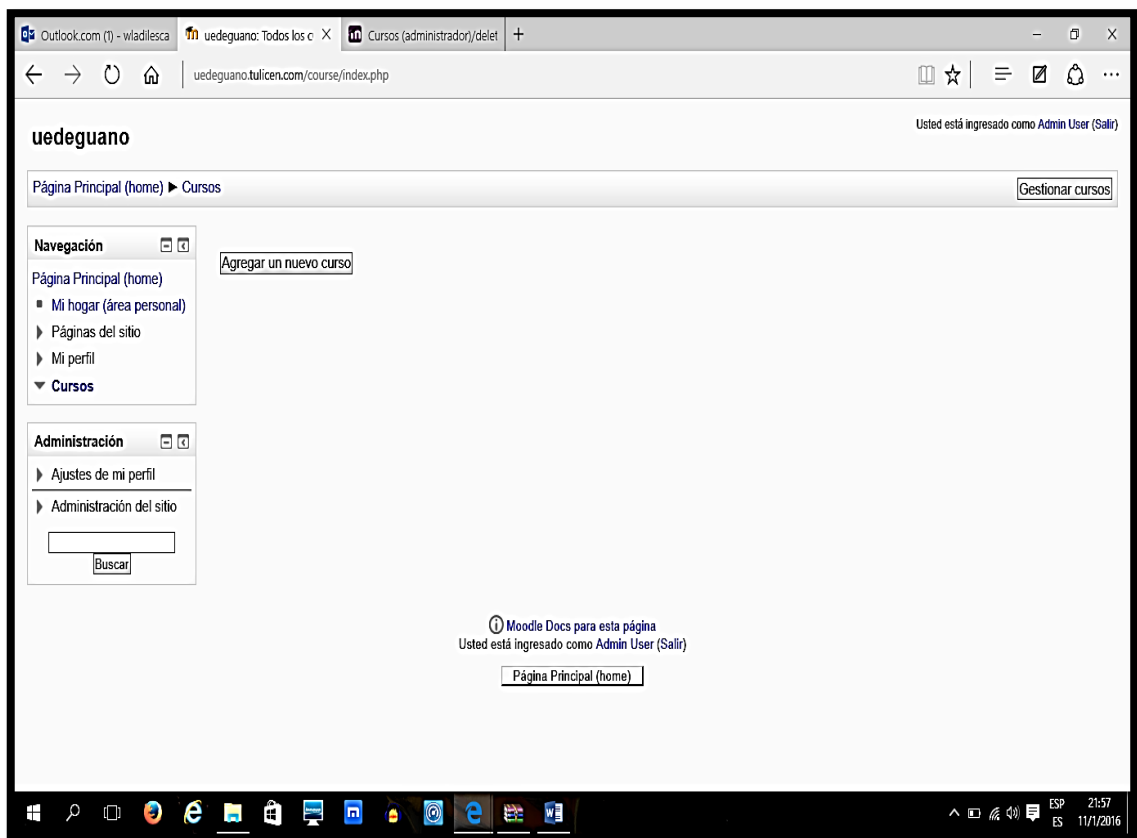 Outlook.com (1) - wladilesca
uedeguano: Todos los c
Cursos (administrador)/delet
uedeguano.tulicen.com/course/index.php
Usted está ingresado como Admin User (Salir)
uedeguano
Página Principal (home) ▶ Cursos
Gestionar cursos
Navegación
Página Principal (home)
Mi hogar (área personal)
Páginas del sitio
Mi perfil
Cursos
Agregar un nuevo curso
Administración
Ajustes de mi perfil
Administración del sitio
Buscar
Moodle Docs para esta página
Usted está ingresado como Admin User (Salir)
Página Principal (home)
ESP
ES
21:57
11/1/2016